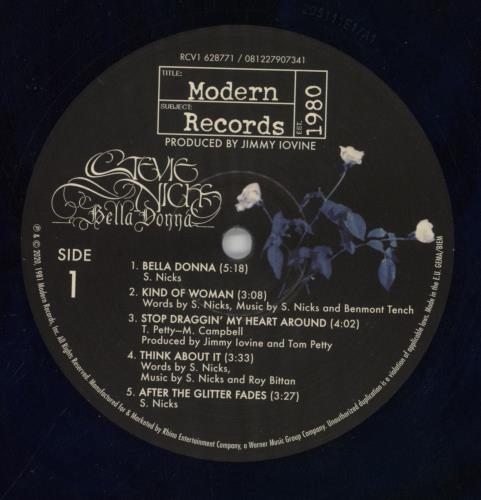 RCV1 628771 / 081227907341
TITLE:
Modern
SUBJECT:
Records
EST. 1980
PRODUCED BY JIMMY IOVINE
STEVIE
NICKS
Bella Donna
SIDE
1
1. BELLA DONNA (5:18)
S. Nicks
2. KIND OF WOMAN (3:08)
Words by S. Nicks, Music by S. Nicks and Benmont Tench
3. STOP DRAGGIN' MY HEART AROUND (4:02)
T. Petty—M. Campbell
Produced by Jimmy Iovine and Tom Petty
4. THINK ABOUT IT (3:33)
Words by S. Nicks,
Music by S. Nicks and Roy Bittan
5. AFTER THE GLITTER FADES (3:27)
S. Nicks
℗ & © 2020, 1981 Modern Records, Inc. All Rights Reserved. Manufactured for & Marketed by Rhino Entertainment Company, a Warner Music Group Company. Unauthorized duplication is a violation of applicable laws. Made in the E.U. GEMA/BIEM